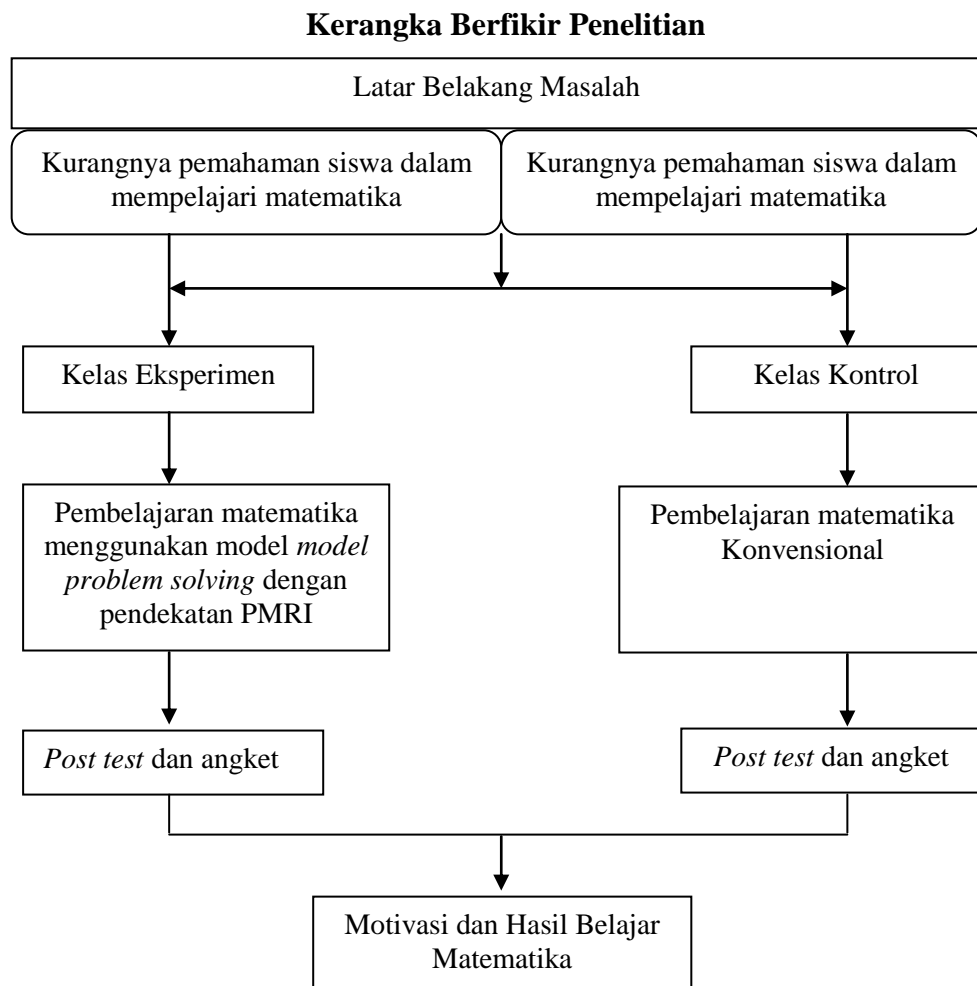 Kerangka Berfikir Penelitian
Latar Belakang Masalah
Kurangnya pemahaman siswa dalam
mempelajari matematika
Kurangnya pemahaman siswa dalam
mempelajari matematika
Kelas Eksperimen
Kelas Kontrol
Pembelajaran matematika
menggunakan model model
problem solving dengan
pendekatan PMRI
Pembelajaran matematika
Konvensional
Post test dan angket
Post test dan angket
Motivasi dan Hasil Belajar
Matematika